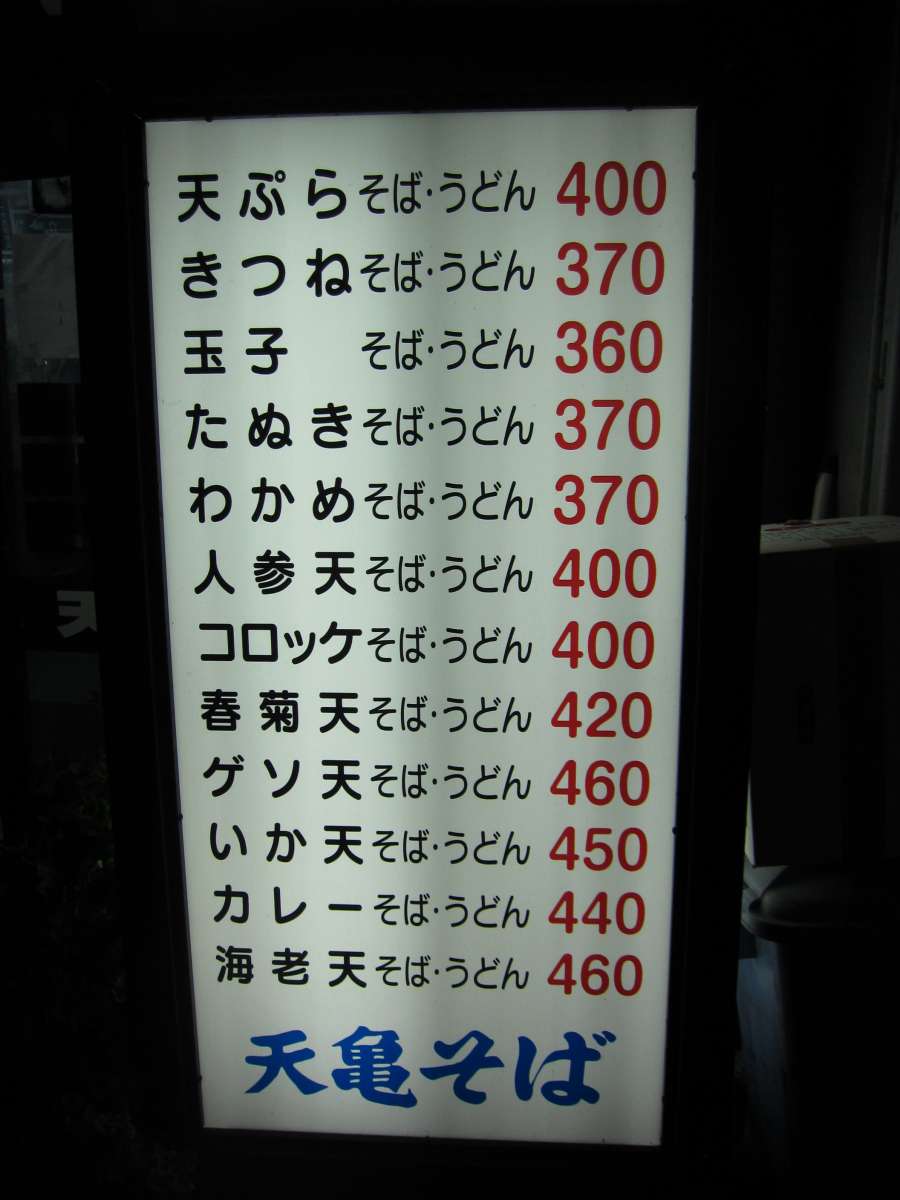 天ぷらそば・うどん 400
きつねそば・うどん 370
玉子 そば・うどん 360
たぬきそば・うどん 370
わかめそば・うどん 370
人参天そば・うどん 400
コロッケそば・うどん 400
春菊天そば・うどん 420
ゲソ天そば・うどん 460
いか天そば・うどん 450
カレーそば・うどん 440
海老天そば・うどん 460
天亀そば
天